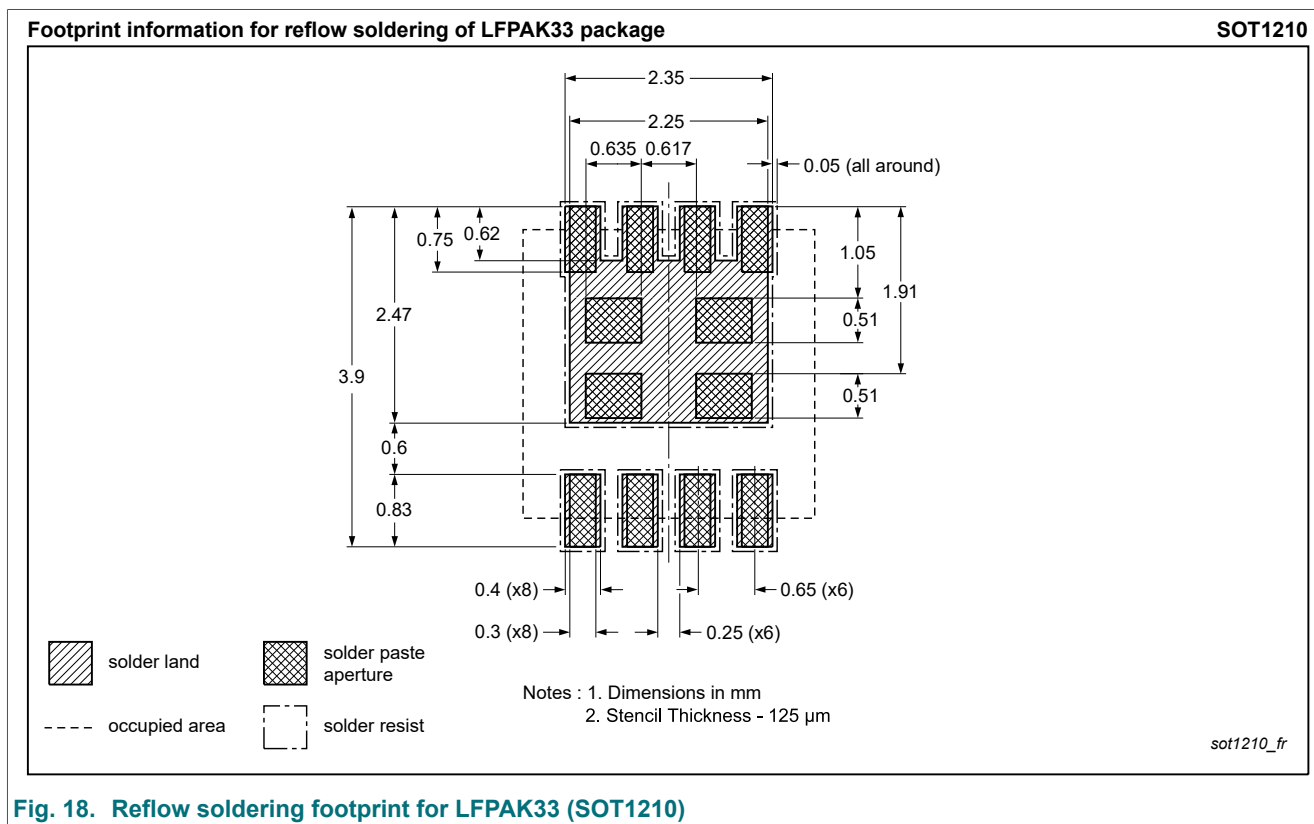 Footprint information for reflow soldering of LFPAK33 package SOT1210
2.35
2.25
0.635 0.617
0.05 (all around)
0.75 0.62
1.05
1.91
2.47
0.51
3.9
0.51
0.6
0.83
0.4 (x8) 0.65 (x6)
0.3 (x8) 0.25 (x6)
solder land
solder paste
aperture
occupied area
solder resist
Notes : 1. Dimensions in mm
2. Stencil Thickness - 125 µm
sot1210_fr
Fig. 18. Reflow soldering footprint for LFPAK33 (SOT1210)